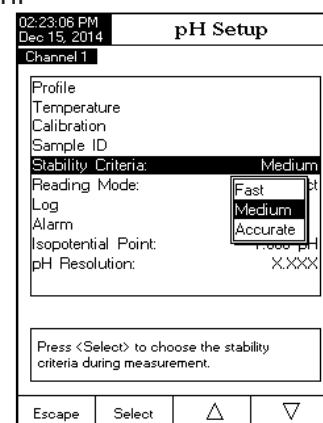 02:23:06 PM
Dec 15, 2014
pH Setup
Channel 1
Profile
Temperature
Calibration
Sample ID
Stability Criteria: Medium
Reading Mode:
Fast
Log
Medium
Alarm
Accurate
Isopotential Point: pH
pH Resolution: X.XXX
Press <Select> to choose the stability
criteria during measurement.
Escape Select △ ▽